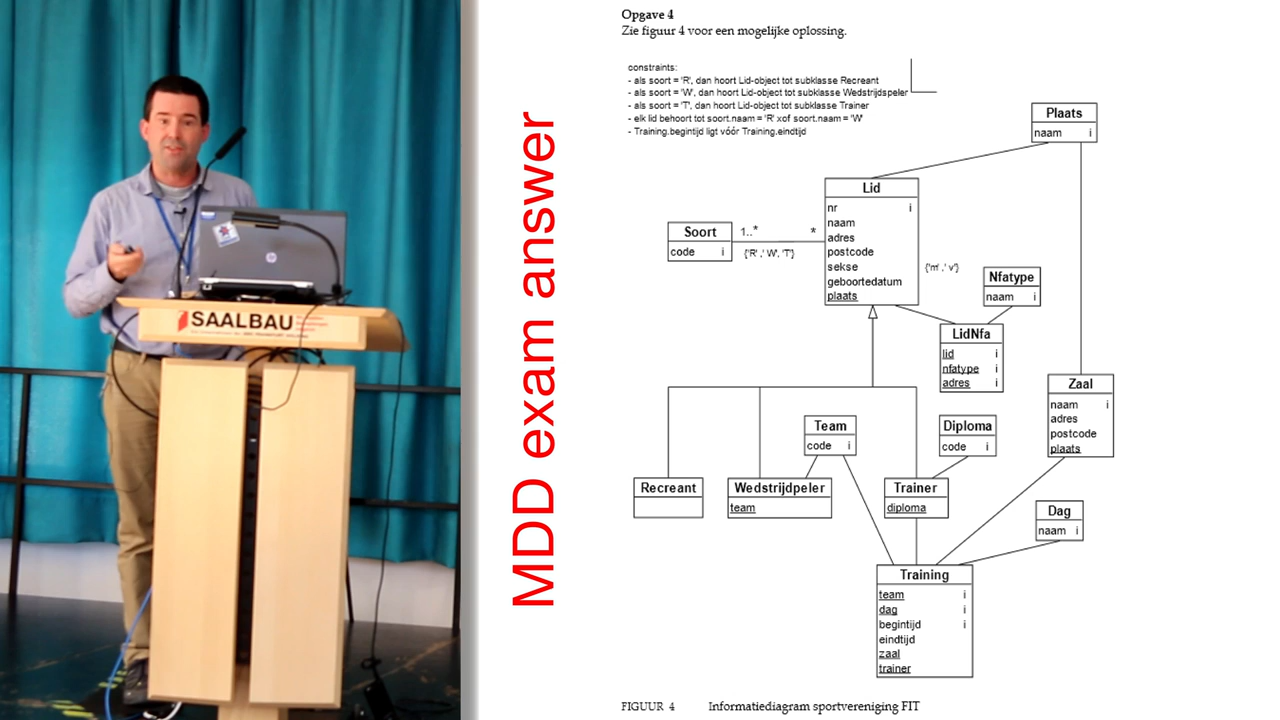 SAALBAU
hp
MDD exam answer
Opgave 4
Zie figuur 4 voor een mogelijke oplossing.
constraints:
- als soort = 'R', dan hoort Lid-object tot subklasse Recreant
- als soort = 'W', dan hoort Lid-object tot subklasse Wedstrijdspeler
- als soort = 'T', dan hoort Lid-object tot subklasse Trainer
- elk lid behoort tot soort.naam = 'R' xof soort.naam = 'W'
- Training.begintijd ligt vóór Training.eindtijd
Plaats
naam i
Lid
nr i
naam
adres
postcode
sekse
geboortedatum
plaats
Soort
code i
1..* *
{'R' ,' W', 'T'}
{'m' ,' v'}
Nfatype
naam i
LidNfa
lid i
nfatype i
adres i
Zaal
naam i
adres
postcode
plaats
Team
code i
Diploma
code i
Recreant
Wedstrijdpeler
team
Trainer
diploma
Dag
naam i
Training
team i
dag i
begintijd i
eindtijd
zaal
trainer
FIGUUR 4 Informatiediagram sportvereniging FIT